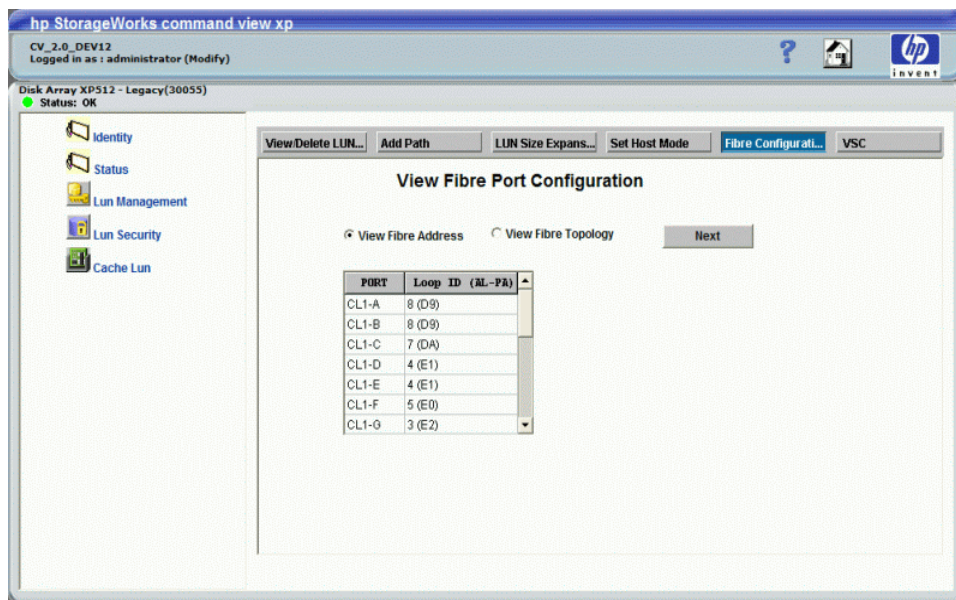 hp StorageWorks command view xp
CV_2.0_DEV12
Logged in as : administrator (Modify)
?
hp
invent
Disk Array XP512 - Legacy(30055)
Status: OK
Identity
Status
Lun Management
Lun Security
Cache Lun
View/Delete LUN... Add Path LUN Size Expans... Set Host Mode Fibre Configurati... VSC
View Fibre Port Configuration
View Fibre Address View Fibre Topology Next
PORT Loop ID (AL-PA)
CL1-A 8 (D9)
CL1-B 8 (D9)
CL1-C 7 (DA)
CL1-D 4 (E1)
CL1-E 4 (E1)
CL1-F 5 (E0)
CL1-G 3 (E2)